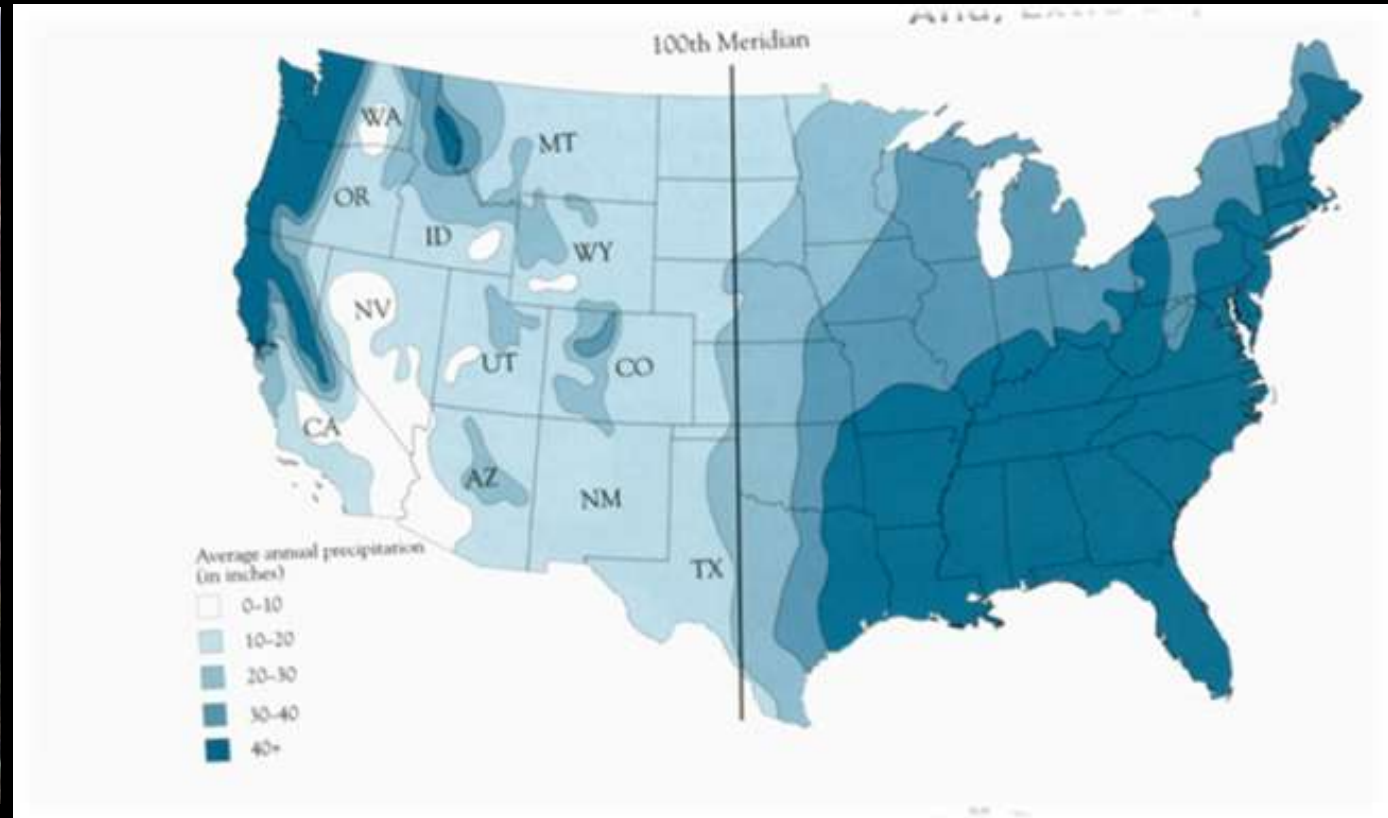 100th Meridian
WA
MT
OR
ID
WY
NV
UT
CO
CA
AZ
NM
TX
Average annual precipitation
(in inches)
0-10
10-20
20-30
30-40
40+